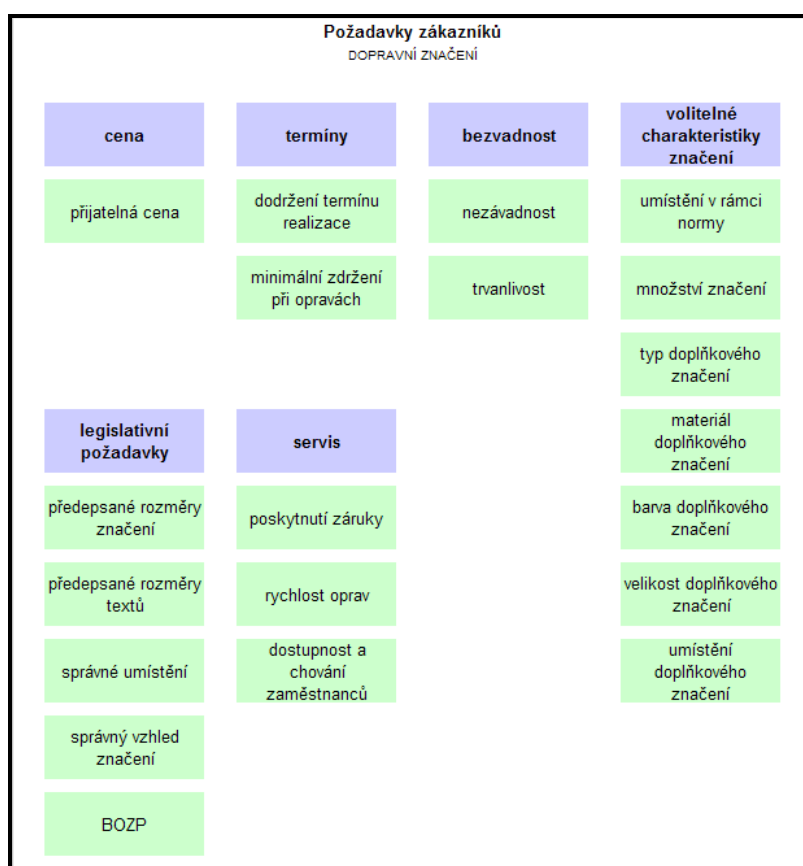 Požadavky zákazníků
DOPRAVNÍ ZNAČENÍ
cena
přijatelná cena
termíny
dodržení termínu
realizace
minimální zdržení
při opravách
bezvadnost
nezávadnost
trvanlivost
volitelné
charakteristiky
značení
umístění v rámci
normy
množství značení
typ doplňkového
značení
materiál
doplňkového
značení
barva doplňkového
značení
velikost doplňkového
značení
umístění
doplňkového
značení
legislativní
požadavky
předepsané rozměry
značení
předepsané rozměry
textů
správné umístění
správný vzhled
značení
BOZP
servis
poskytnutí záruky
rychlost oprav
dostupnost a
chování
zaměstnanců